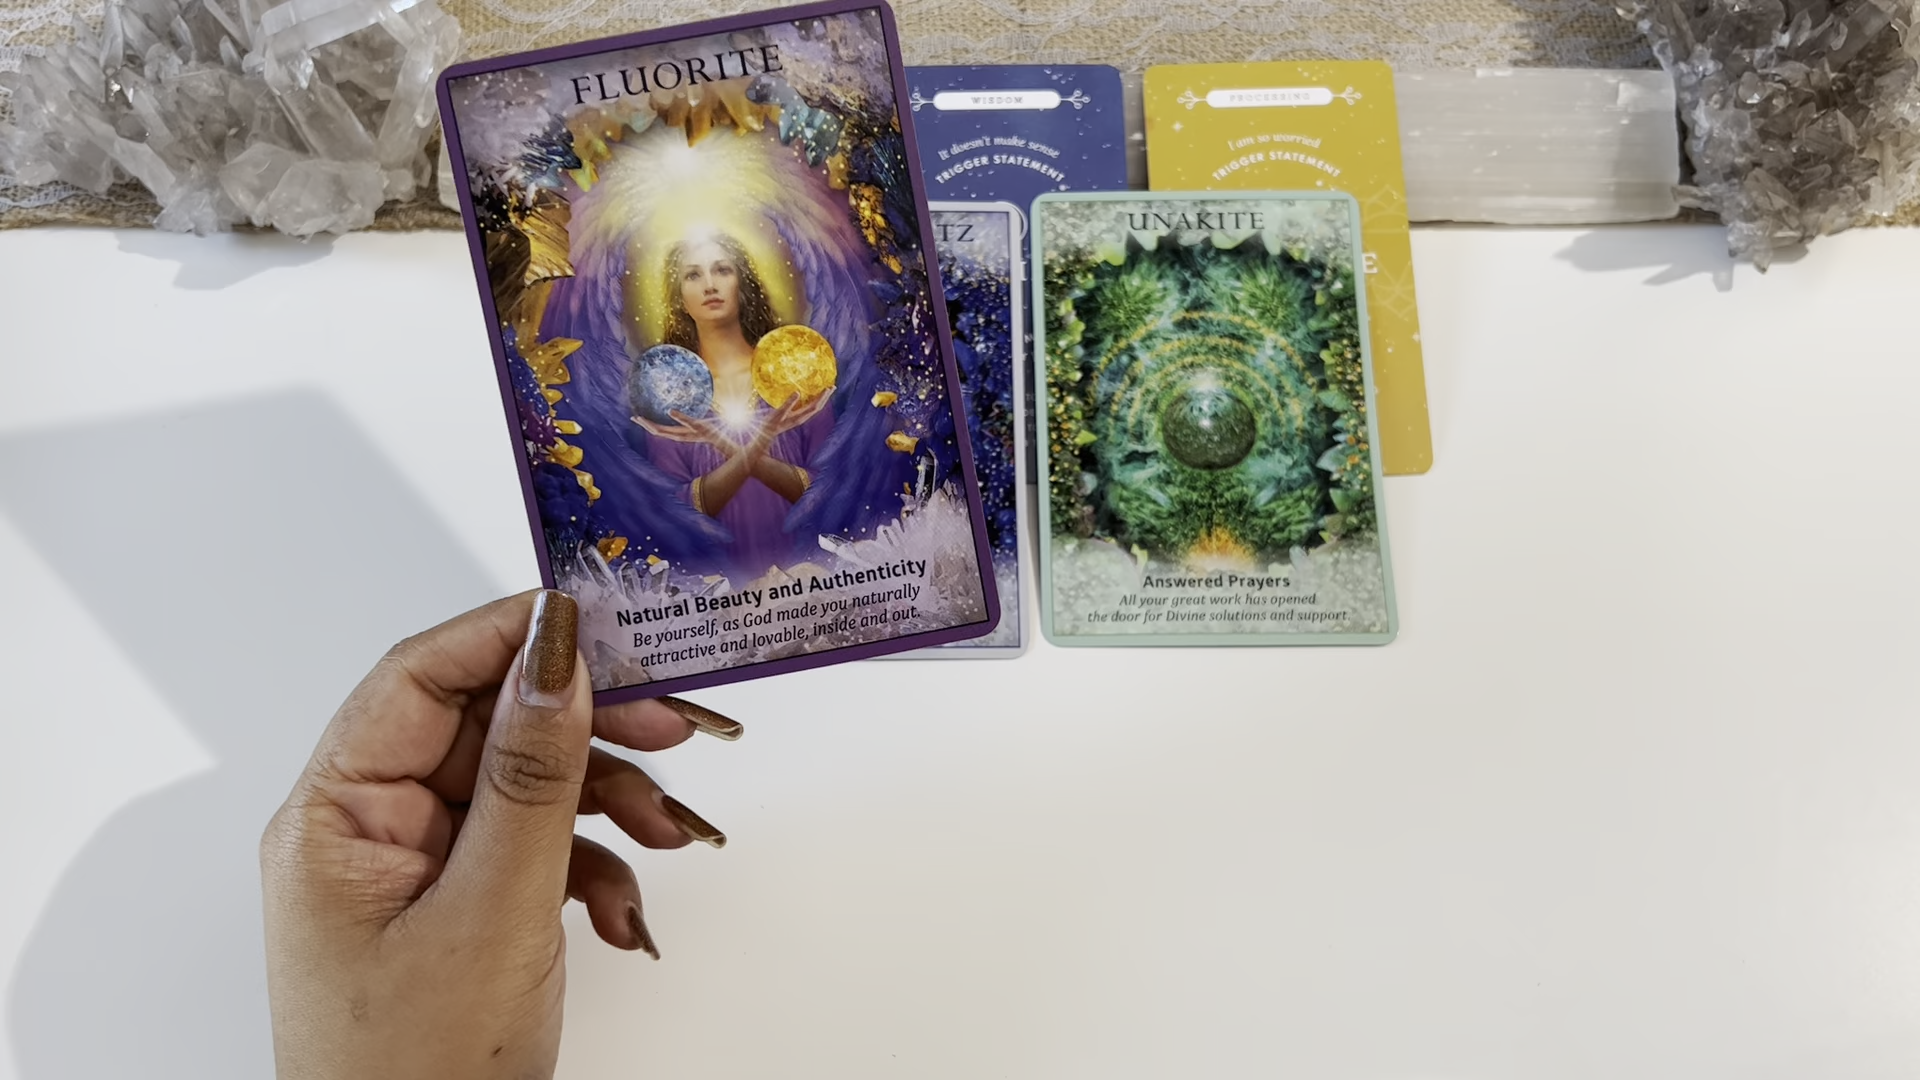 FLUORITE
Natural Beauty and Authenticity
Be yourself, as God made you naturally
attractive and lovable, inside and out.
WISDOM
It doesn't make sense
TRIGGER STATEMENT
TZ
PROCESSING
I am so worried
TRIGGER STATEMENT
E
UNAKITE
Answered Prayers
All your great work has opened
the door for Divine solutions and support.